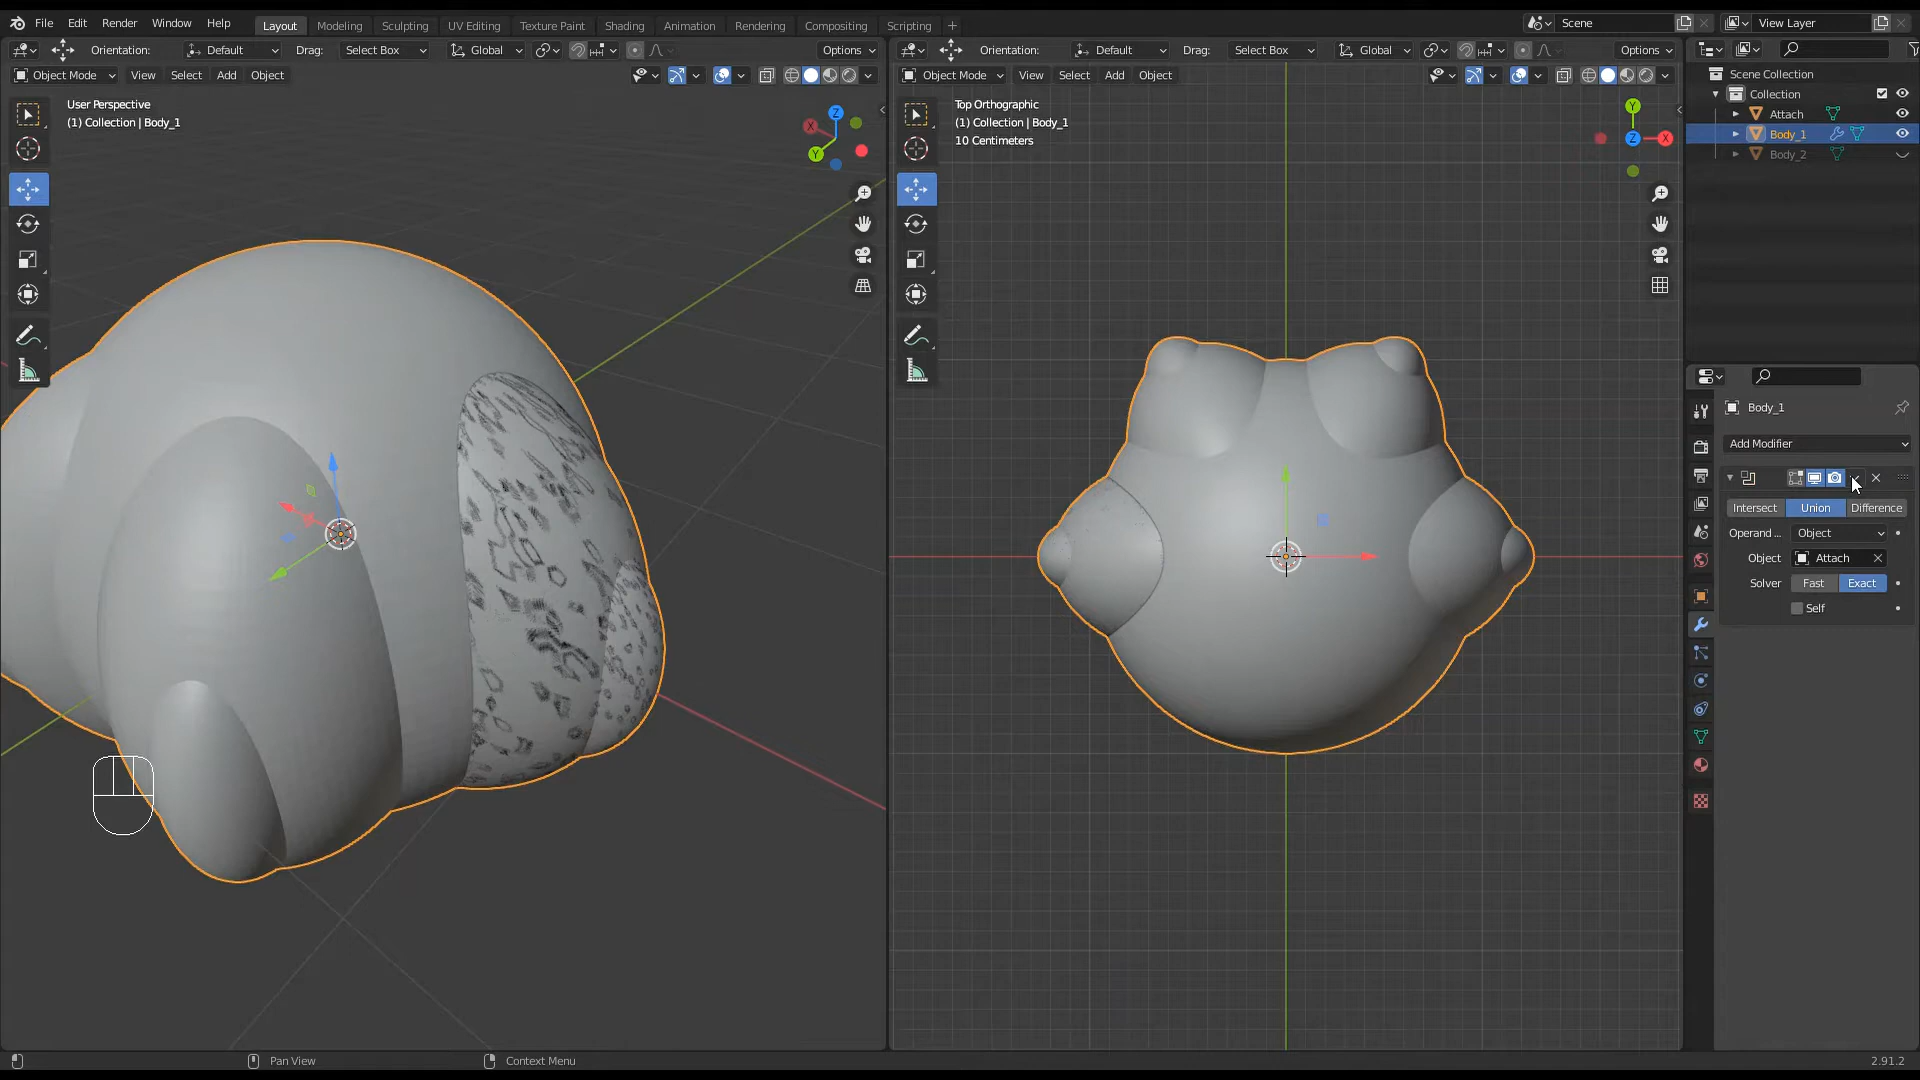 File Edit Render Window Help Layout Modeling Sculpting UV Editing Texture Paint Shading Animation Rendering Compositing Scripting + Scene View Layer
Orientation: Default Drag: Select Box Global Options
Orientation: Default Drag: Select Box Global Options
Object Mode View Select Add Object
Object Mode View Select Add Object
User Perspective
(1) Collection | Body_1
Top Orthographic
(1) Collection | Body_1
10 Centimeters
Z
X
Y
Y
Z
X
Scene Collection
Collection
Attach
Body_1
Body_2
Body_1
Add Modifier
Intersect Union Difference
Operand ... Object
Object Attach
Solver Fast Exact
Self
Pan View Context Menu 2.91.2